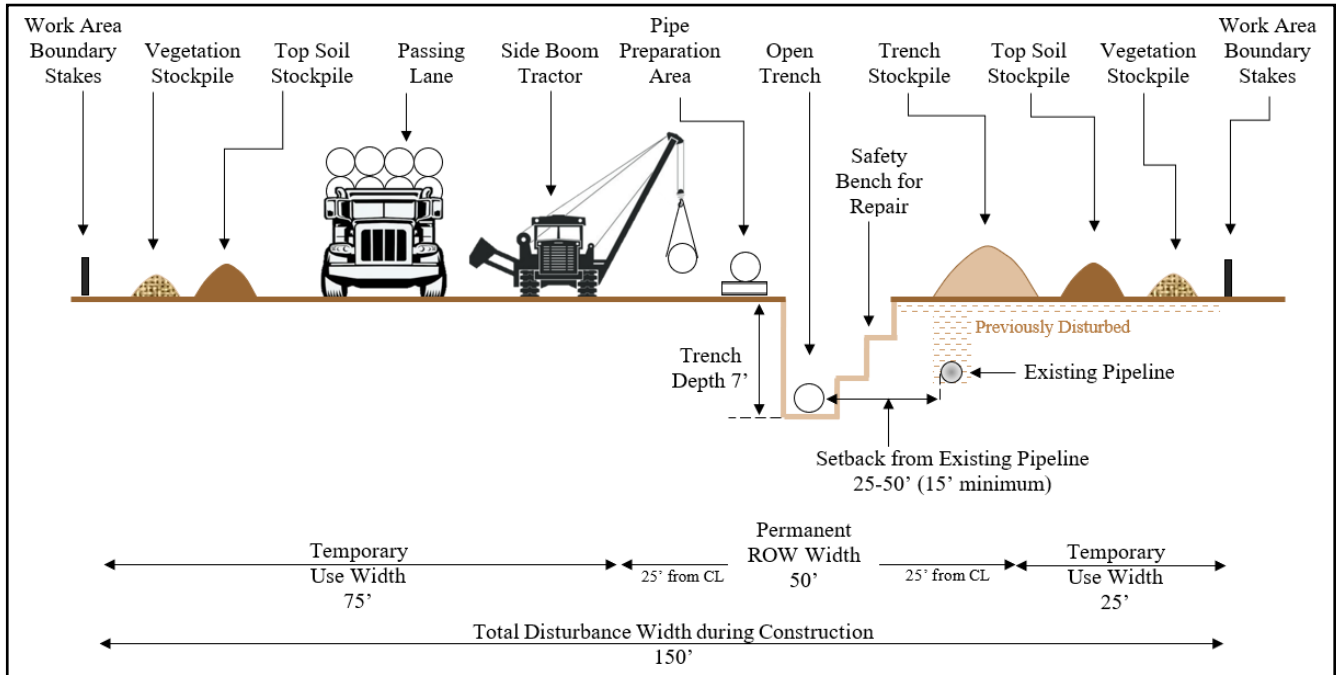 Work Area
Boundary
Stakes
Vegetation
Stockpile
Top Soil
Stockpile
Passing
Lane
Side Boom
Tractor
Pipe
Preparation
Area
Open
Trench
Trench
Stockpile
Top Soil
Stockpile
Vegetation
Stockpile
Work Area
Boundary
Stakes
Safety
Bench for
Repair
Previously Disturbed
Trench
Depth 7’
Existing Pipeline
Setback from Existing Pipeline
25-50’ (15’ minimum)
Temporary
Use Width
75’
25’ from CL
Permanent
ROW Width
50’
25’ from CL
Temporary
Use Width
25’
Total Disturbance Width during Construction
150’